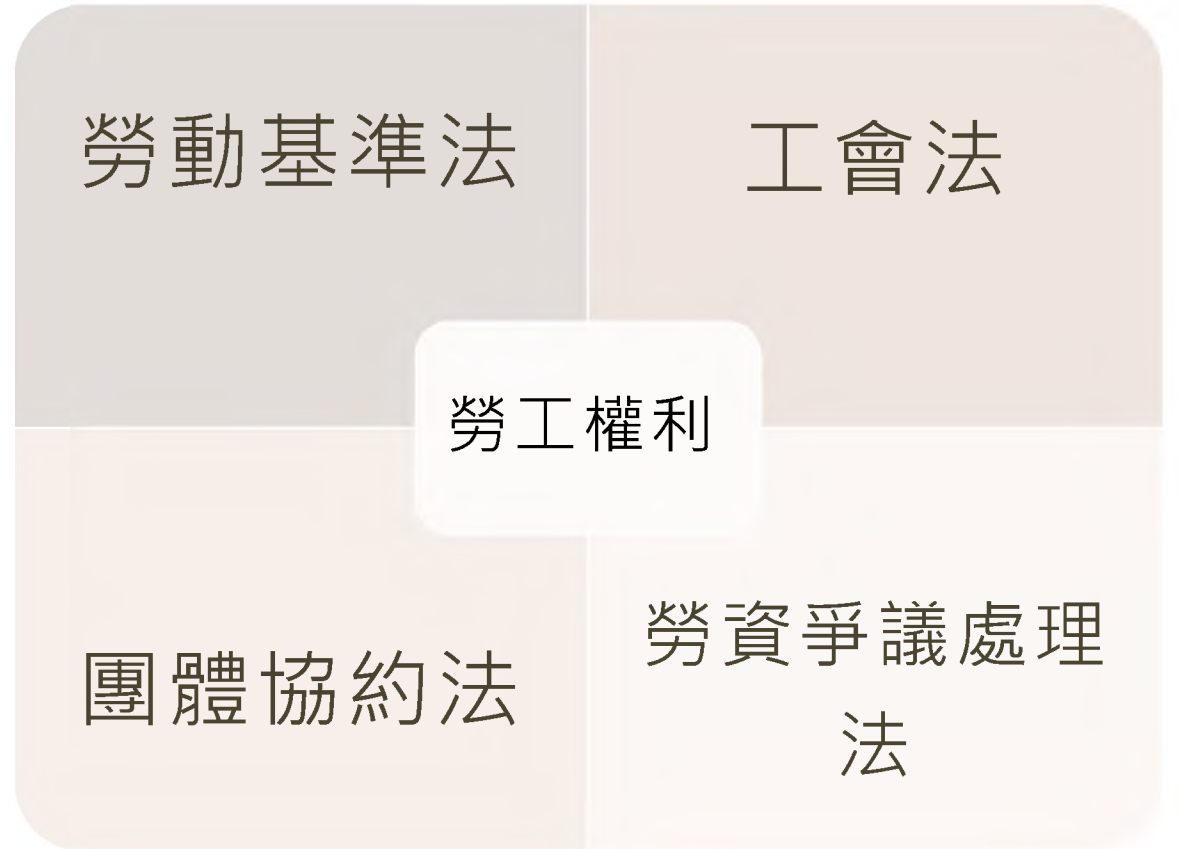 勞動基準法
工會法
勞工權利
團體協約法
勞資爭議處理
法